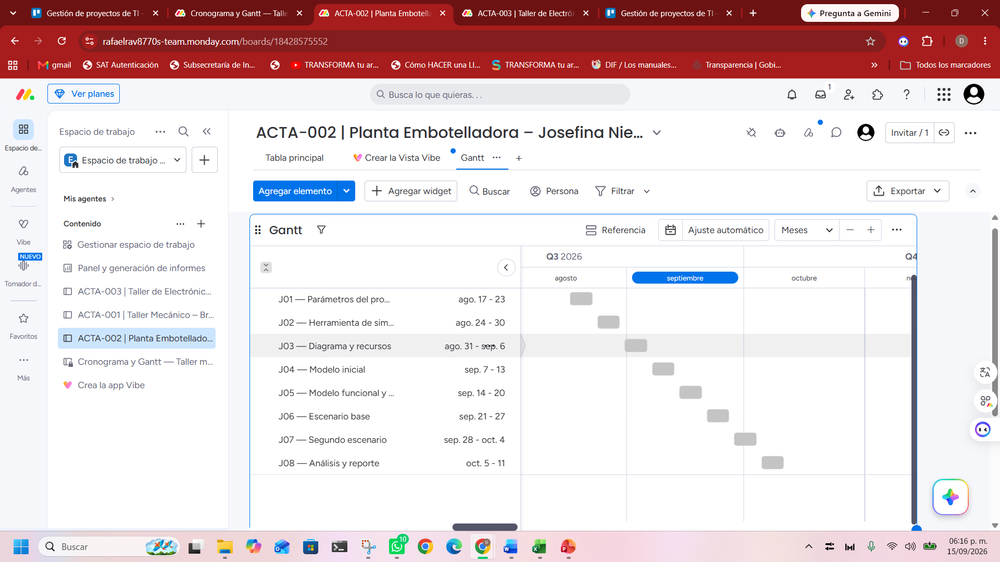 Gestión de proyectos de TI -
Cronograma y Gantt — Talle
ACTA-002 | Planta Embotella
ACTA-003 | Taller de Electrón
Gestión de proyectos de TI -
Pregunta a Gemini
rafaelrav8770s-team.monday.com/boards/18428575552
D
gmail
SAT Autenticación
Subsecretaría de In...
TRANSFORMA tu ar...
Cómo HACER una LI...
TRANSFORMA tu ar...
DIF / Los manuales...
Transparencia | Gobi...
Todos los marcadores
Ver planes
Busca lo que quieras. . .
1
Espacio de...
Agentes
Vibe
NUEVO
Tomador d...
Favoritos
Más
Espacio de trabajo
E
Espacio de trabajo ...
Mis agentes
Contenido
Gestionar espacio de trabajo
Panel y generación de informes
ACTA-003 | Taller de Electrónic...
ACTA-001 | Taller Mecánico – Br...
ACTA-002 | Planta Embotellado...
Cronograma y Gantt — Taller m...
Crea la app Vibe
ACTA-002 | Planta Embotelladora – Josefina Nie...
Invitar / 1
Tabla principal
Crear la Vista Vibe
Gantt
Agregar elemento
Agregar widget
Buscar
Persona
Filtrar
Exportar
Gantt
Referencia
Ajuste automático
Meses
Q3 2026
Q4
agosto
septiembre
octubre
nov
J01 — Parámetros del pro... ago. 17 - 23
J02 — Herramienta de sim... ago. 24 - 30
J03 — Diagrama y recursos ago. 31 - sep. 6
J04 — Modelo inicial sep. 7 - 13
J05 — Modelo funcional y ... sep. 14 - 20
J06 — Escenario base sep. 21 - 27
J07 — Segundo escenario sep. 28 - oct. 4
J08 — Análisis y reporte oct. 5 - 11
Buscar
10
06:16 p. m.
15/09/2026